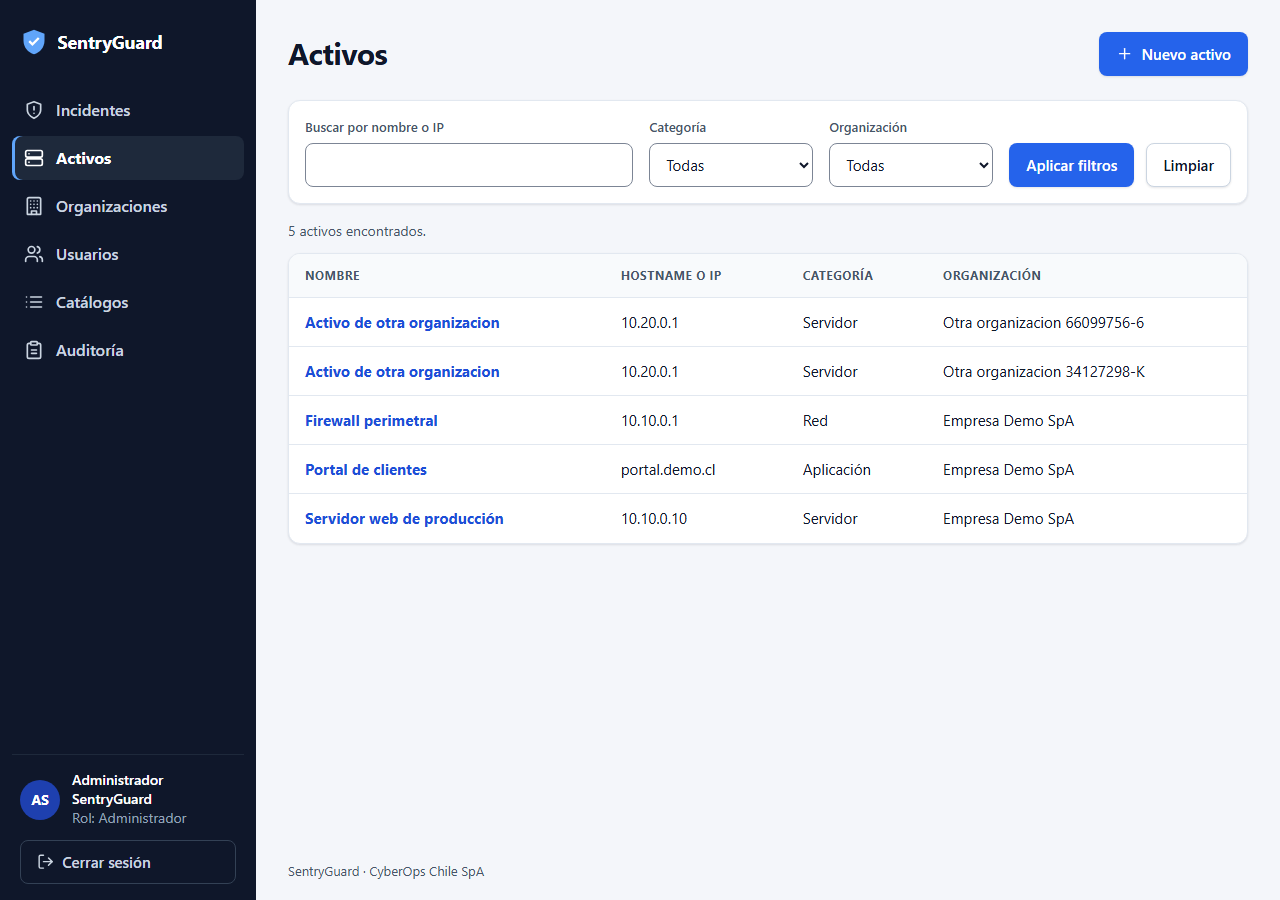 SentryGuard
Incidentes
Activos
Organizaciones
Usuarios
Catálogos
Auditoría
AS
Administrador
SentryGuard
Rol: Administrador
Cerrar sesión
Activos
+ Nuevo activo
Buscar por nombre o IP
Categoría
Organización
Todas
Todas
Aplicar filtros
Limpiar
5 activos encontrados.
NOMBRE HOSTNAME O IP CATEGORÍA ORGANIZACIÓN
Activo de otra organizacion 10.20.0.1 Servidor Otra organizacion 66099756-6
Activo de otra organizacion 10.20.0.1 Servidor Otra organizacion 34127298-K
Firewall perimetral 10.10.0.1 Red Empresa Demo SpA
Portal de clientes portal.demo.cl Aplicación Empresa Demo SpA
Servidor web de producción 10.10.0.10 Servidor Empresa Demo SpA
SentryGuard · CyberOps Chile SpA